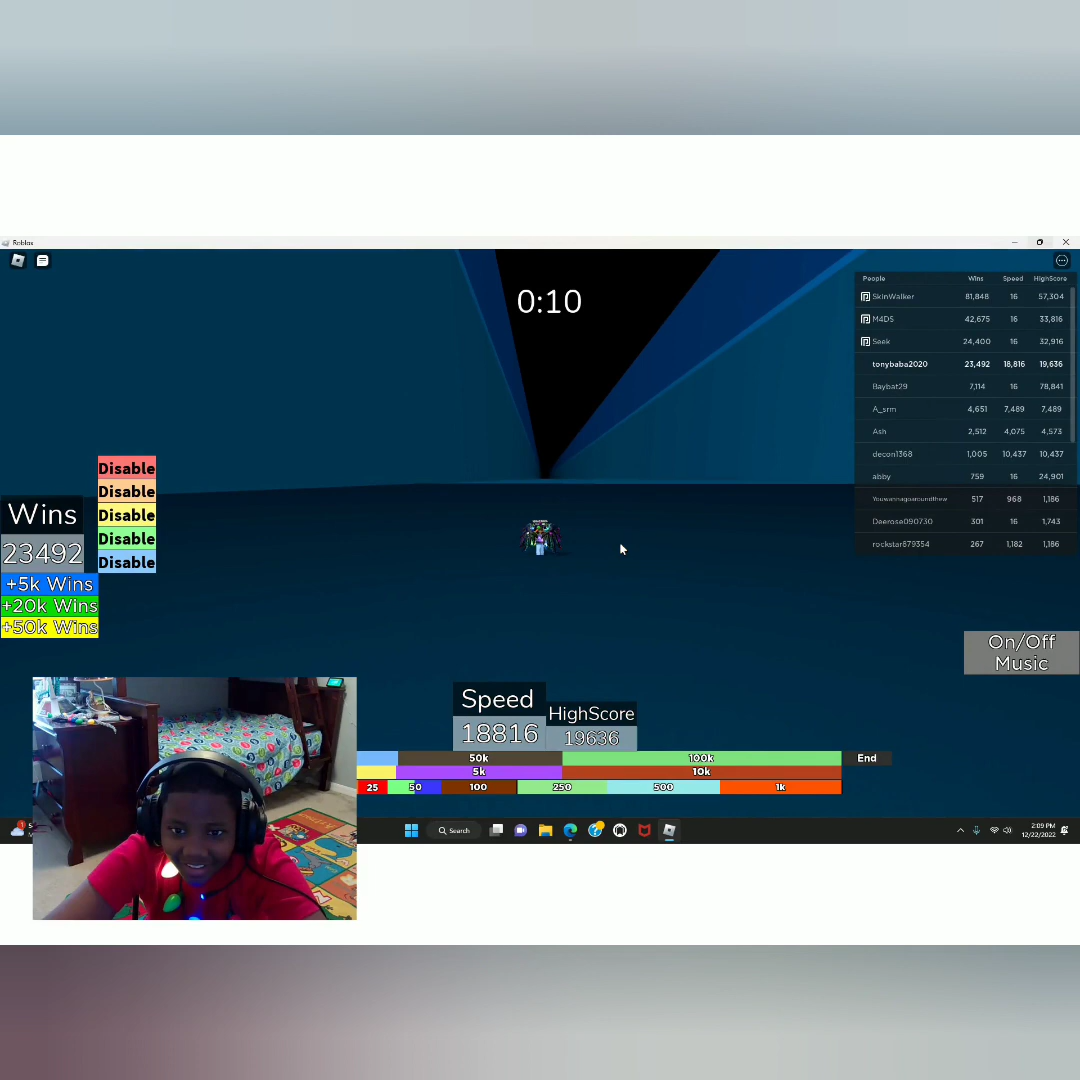 Roblox
0:10
People Wins Speed HighScore
SkinWalker 81,848 16 57,304
M4DS 42,675 16 33,816
Seek 24,400 16 32,916
tonybaba2020 23,492 18,816 19,636
Baybat29 7,114 16 78,841
A_srm 4,651 7,489 7,489
Ash 2,512 4,075 4,573
decon1368 1,005 10,437 10,437
abby 759 16 24,901
Youwannagoaroundthew 517 968 1,186
Deerose090730 301 16 1,743
rockstar879354 267 1,182 1,186
Disable
Disable
Disable
Disable
Disable
Wins
23492
+5k Wins
+20k Wins
+50k Wins
On/Off
Music
Speed
18816
HighScore
19636
50k 100k End
5k 10k
25 50 100 250 500 1k
Search
2:09 PM
12/22/2022